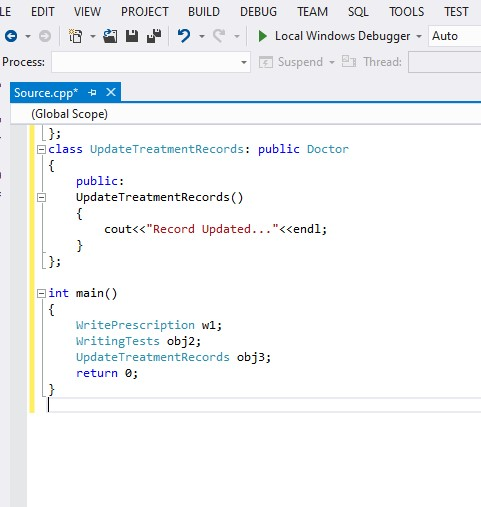 LE EDIT VIEW PROJECT BUILD DEBUG TEAM SQL TOOLS TEST
Local Windows Debugger Auto
Process: Suspend Thread:
Source.cpp*
(Global Scope)
};
class UpdateTreatmentRecords: public Doctor
{
public:
UpdateTreatmentRecords()
{
cout<<"Record Updated..."<<endl;
}
};
int main()
{
WritePrescription w1;
WritingTests obj2;
UpdateTreatmentRecords obj3;
return 0;
}